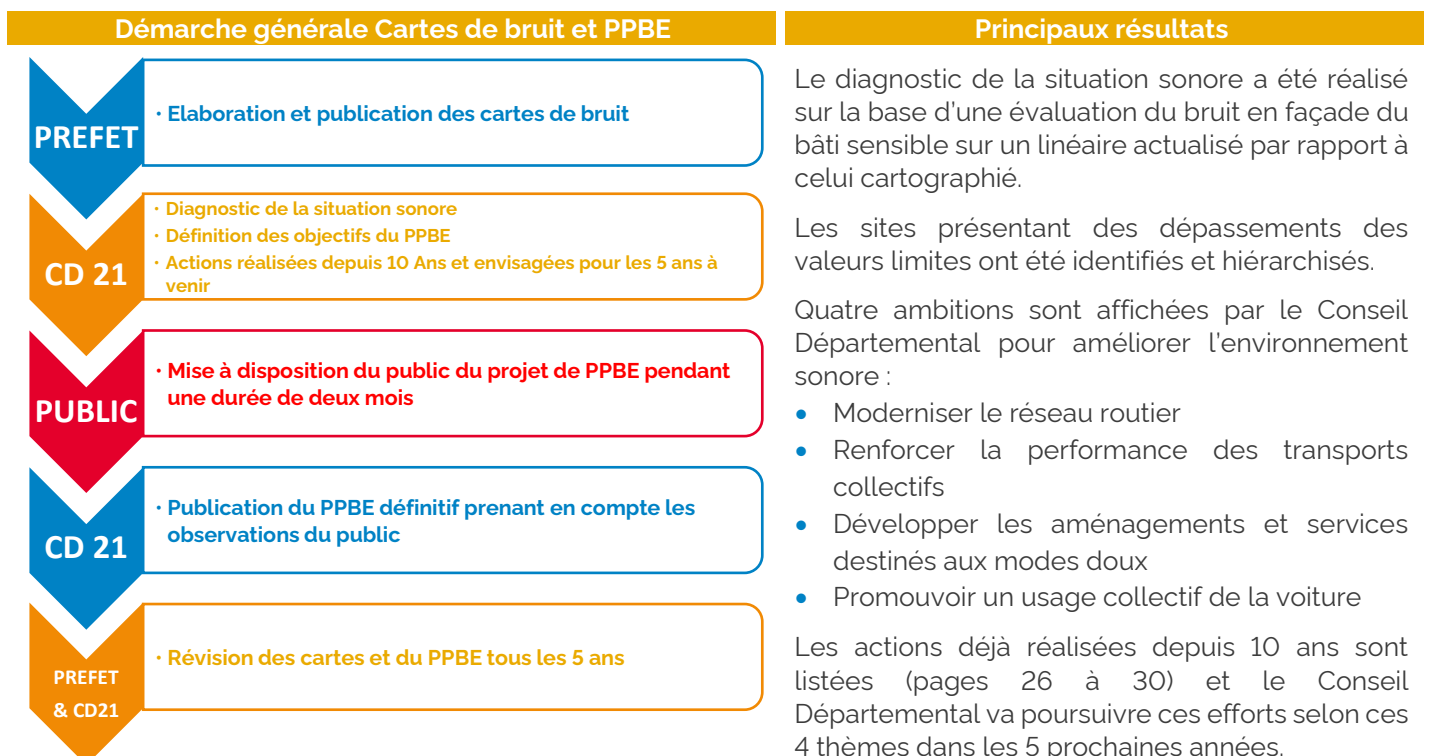 Démarche générale Cartes de bruit et PPBE
PREFET
· Elaboration et publication des cartes de bruit
CD 21
· Diagnostic de la situation sonore
· Définition des objectifs du PPBE
· Actions réalisées depuis 10 Ans et envisagées pour les 5 ans à
venir
PUBLIC
· Mise à disposition du public du projet de PPBE pendant
une durée de deux mois
CD 21
· Publication du PPBE définitif prenant en compte les
observations du public
PREFET
& CD21
· Révision des cartes et du PPBE tous les 5 ans
Principaux résultats
Le diagnostic de la situation sonore a été réalisé
sur la base d'une évaluation du bruit en façade du
bâti sensible sur un linéaire actualisé par rapport à
celui cartographié.
Les sites présentant des dépassements des
valeurs limites ont été identifiés et hiérarchisés.
Quatre ambitions sont affichées par le Conseil
Départemental pour améliorer l'environnement
sonore :
• Moderniser le réseau routier
• Renforcer la performance des transports
collectifs
• Développer les aménagements et services
destinés aux modes doux
• Promouvoir un usage collectif de la voiture
Les actions déjà réalisées depuis 10 ans sont
listées (pages 26 à 30) et le Conseil
Départemental va poursuivre ces efforts selon ces
4 thèmes dans les 5 prochaines années.